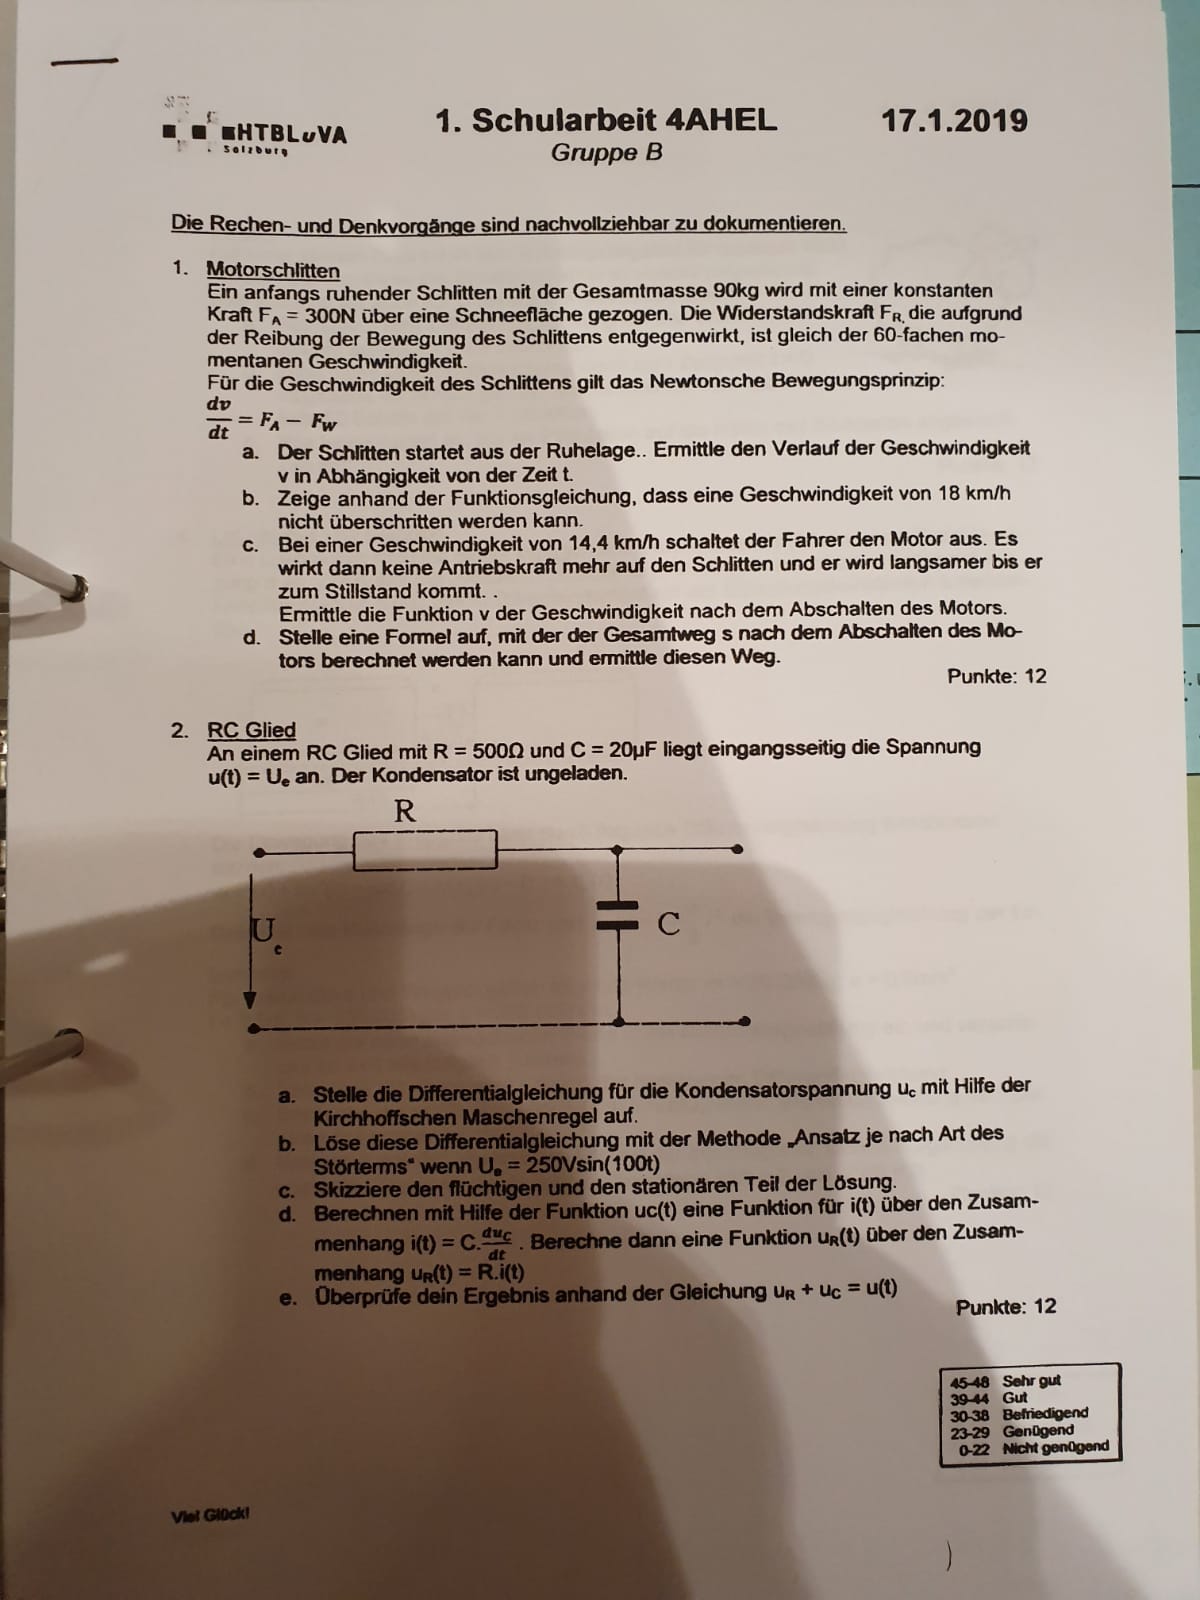 HTBLuVA
Salzburg
1. Schularbeit 4AHEL
17.1.2019
Gruppe B
Die Rechen- und Denkvorgänge sind nachvollziehbar zu dokumentieren.
1. Motorschlitten
Ein anfangs ruhender Schlitten mit der Gesamtmasse 90kg wird mit einer konstanten
Kraft F_A = 300N über eine Schneefläche gezogen. Die Widerstandskraft F_R, die aufgrund
der Reibung der Bewegung des Schlittens entgegenwirkt, ist gleich der 60-fachen mo-
mentanen Geschwindigkeit.
Für die Geschwindigkeit des Schlittens gilt das Newtonsche Bewegungsprinzip:
dv/dt = F_A − F_W
a. Der Schlitten startet aus der Ruhelage.. Ermittle den Verlauf der Geschwindigkeit
v in Abhängigkeit von der Zeit t.
b. Zeige anhand der Funktionsgleichung, dass eine Geschwindigkeit von 18 km/h
nicht überschritten werden kann.
c. Bei einer Geschwindigkeit von 14,4 km/h schaltet der Fahrer den Motor aus. Es
wirkt dann keine Antriebskraft mehr auf den Schlitten und er wird langsamer bis er
zum Stillstand kommt. .
Ermittle die Funktion v der Geschwindigkeit nach dem Abschalten des Motors.
d. Stelle eine Formel auf, mit der der Gesamtweg s nach dem Abschalten des Mo-
tors berechnet werden kann und ermittle diesen Weg.
Punkte: 12
2. RC Glied
An einem RC Glied mit R = 500Ω und C = 20µF liegt eingangsseitig die Spannung
u(t) = U_e an. Der Kondensator ist ungeladen.
R
U_e
C
a. Stelle die Differentialgleichung für die Kondensatorspannung u_c mit Hilfe der
Kirchhoffschen Maschenregel auf.
b. Löse diese Differentialgleichung mit der Methode „Ansatz je nach Art des
Störterms“ wenn U_e = 250Vsin(100t)
c. Skizziere den flüchtigen und den stationären Teil der Lösung.
d. Berechnen mit Hilfe der Funktion uc(t) eine Funktion für i(t) über den Zusam-
menhang i(t) = C.du_C/dt . Berechne dann eine Funktion u_R(t) über den Zusam-
menhang u_R(t) = R.i(t)
e. Überprüfe dein Ergebnis anhand der Gleichung u_R + u_C = u(t)
Punkte: 12
45-48 Sehr gut
39-44 Gut
30-38 Befriedigend
23-29 Genügend
0-22 Nicht genügend
Viel Glück!